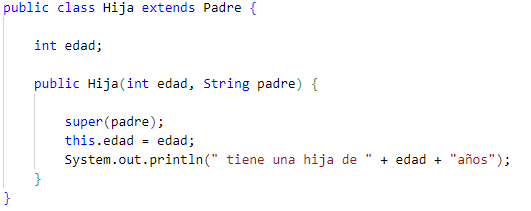 public class Hija extends Padre {
int edad;
public Hija(int edad, String padre) {
super(padre);
this.edad = edad;
System.out.println(" tiene una hija de " + edad + "años");
}
}